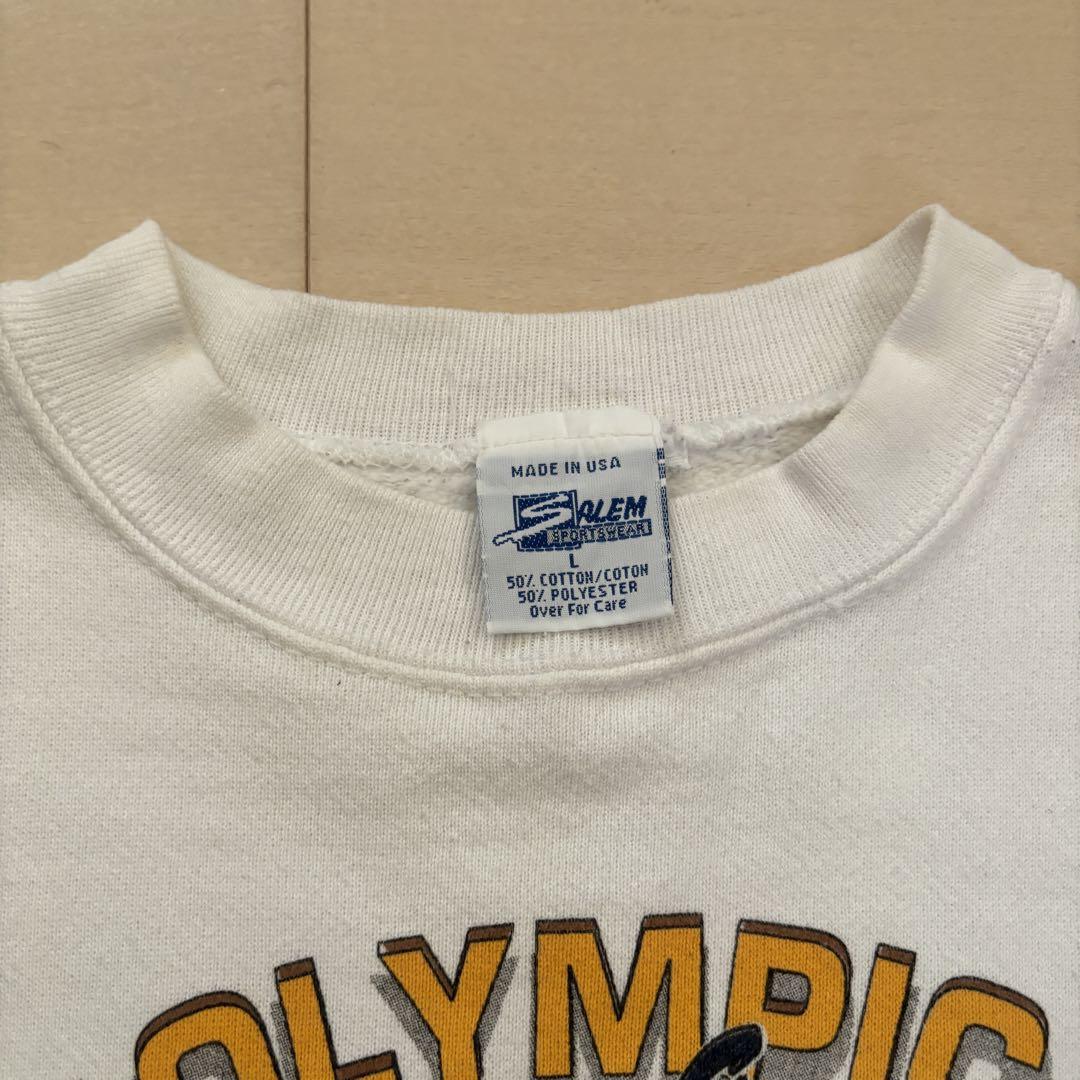 MADE IN USA
SALEM
SPORTSWEAR
L
50% COTTON/COTON
50% POLYESTER
Over For Care
OLYMPIC